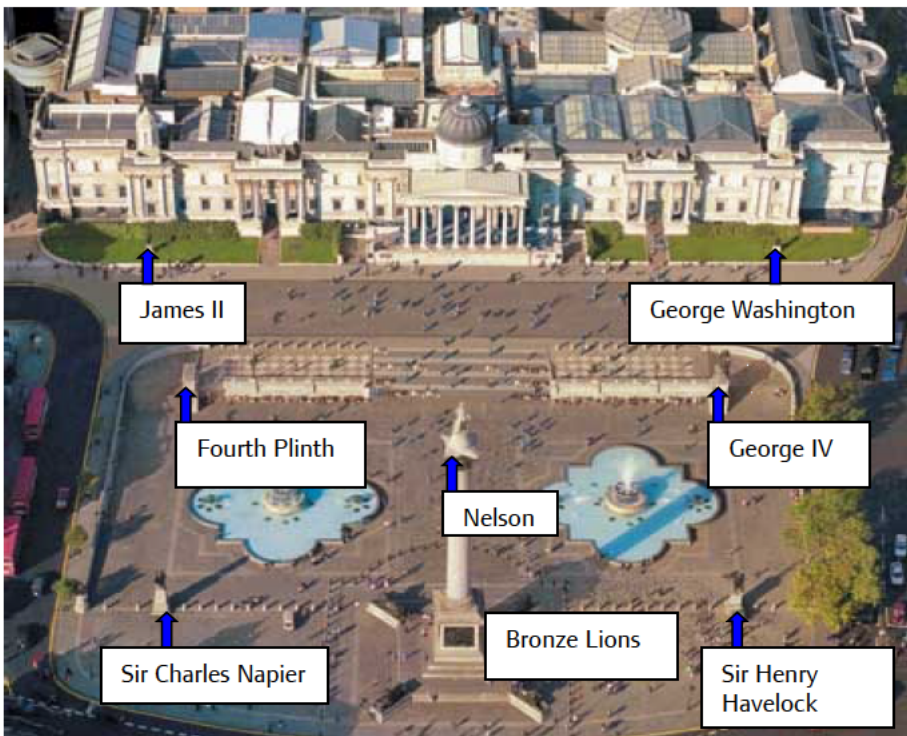 James II
George Washington
Fourth Plinth
George IV
Nelson
Bronze Lions
Sir Charles Napier
Sir Henry
Havelock